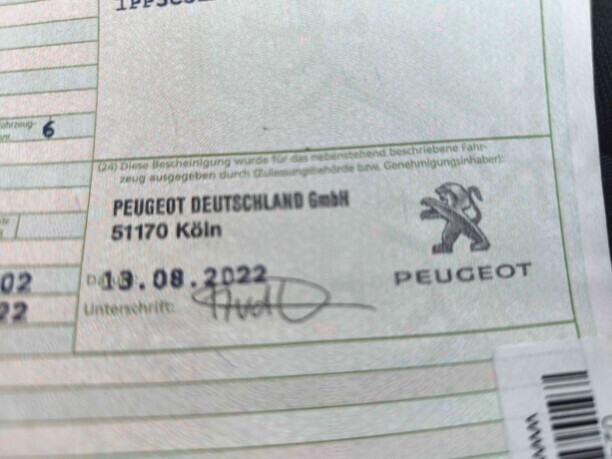 6
(24) Diese Bescheinigung wurde für das nebenstehend beschriebene Fahr-
zeug ausgegeben durch (Zulassungsbehörde bzw. Genehmigungsinhaber):
PEUGEOT DEUTSCHLAND GmbH
51170 Köln
PEUGEOT
02
13.08.2022
22
Unterschrift:
www